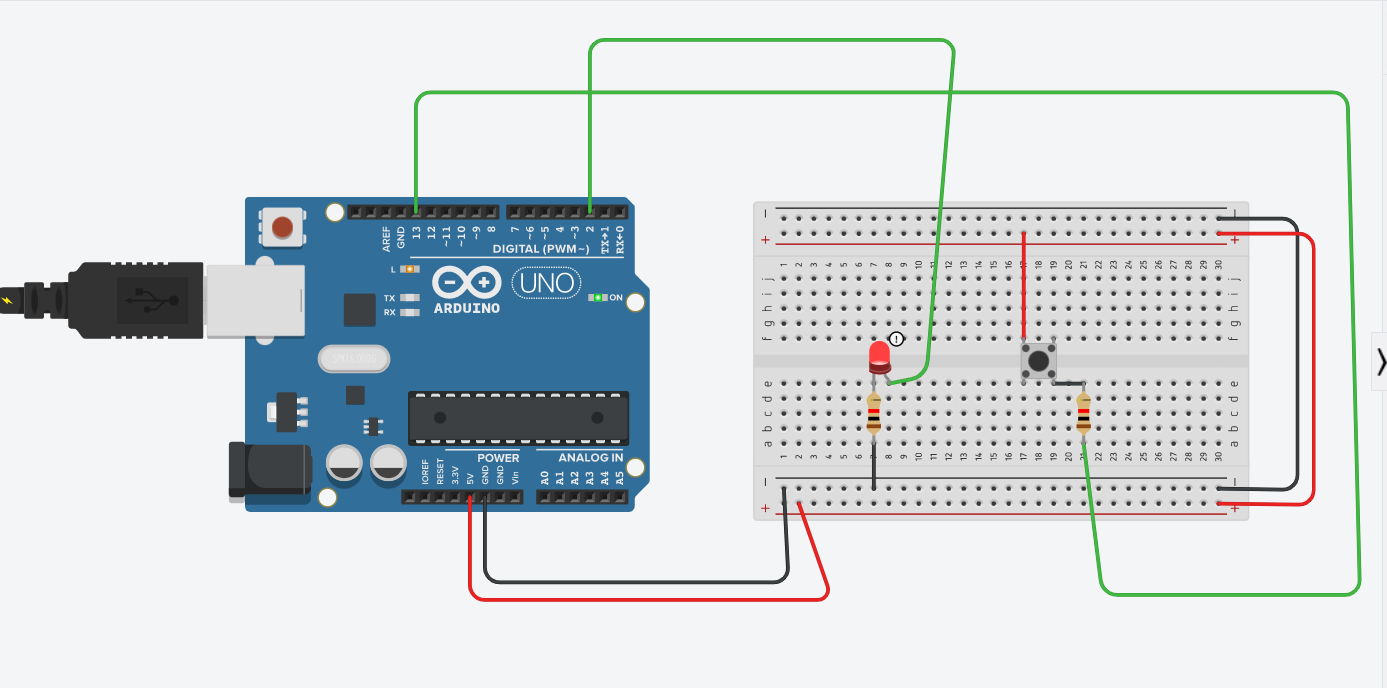 AREF
GND
13
12
~11
~10
~9
8
7
~6
~5
4
~3
2
TX→1
RX←0
DIGITAL (PWM~)
L
TX
RX
ARDUINO
UNO
ON
IOREF
RESET
3.3V
5V
GND
GND
Vin
POWER
ANALOG IN
A0
A1
A2
A3
A4
A5
− −
+ +
1 2 3 4 5 6 7 8 9 10 11 12 13 14 15 16 17 18 19 20 21 22 23 24 25 26 27 28 29 30
j j
i i
h h
g g
f f
!
e e
d d
c c
b b
a a
1 2 3 4 5 6 7 8 9 10 11 12 13 14 15 16 17 18 19 20 21 22 23 24 25 26 27 28 29 30
− −
+ +